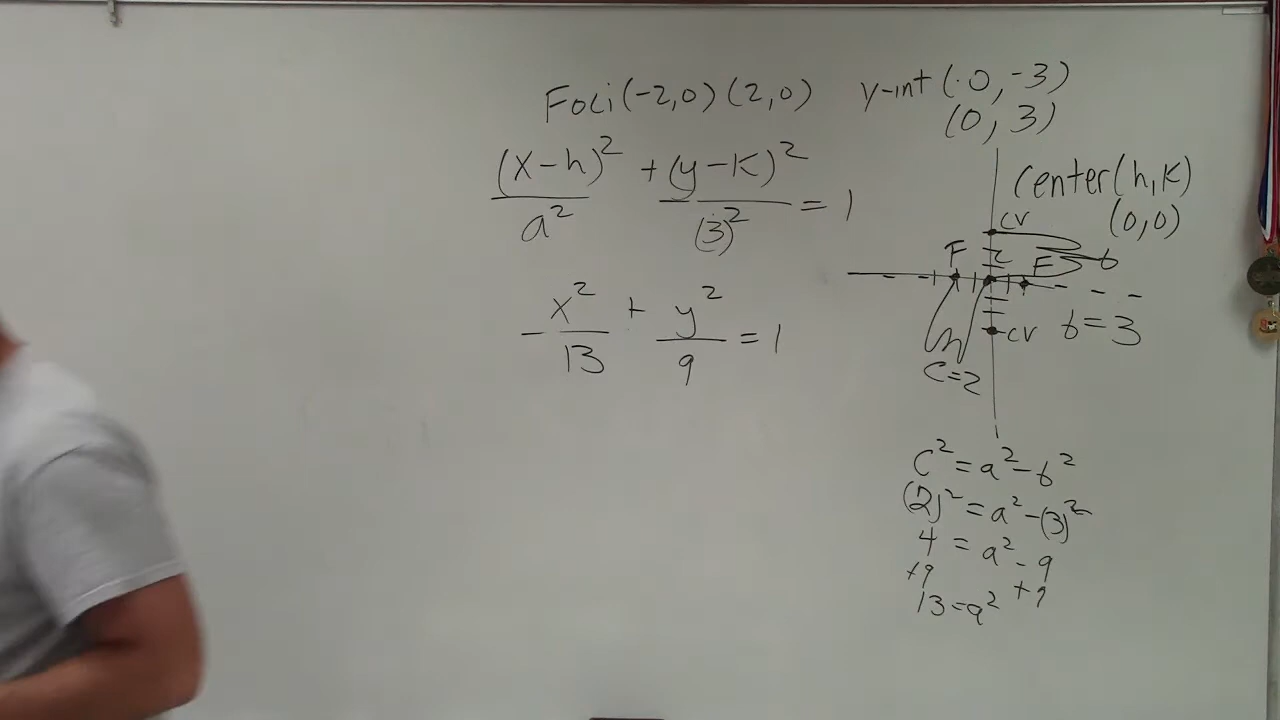 Foci (-2,0) (2,0) y-int (0,-3)
(0,3)
(x-h)² / a² + (y-k)² / (3)² = 1
center (h,k)
(0,0)
cv
F
F
b
x² / 13 + y² / 9 = 1
cv b=3
c=2
c² = a² - b²
(2)² = a² - (3)²
4 = a² - 9
+9 +9
13 = a²